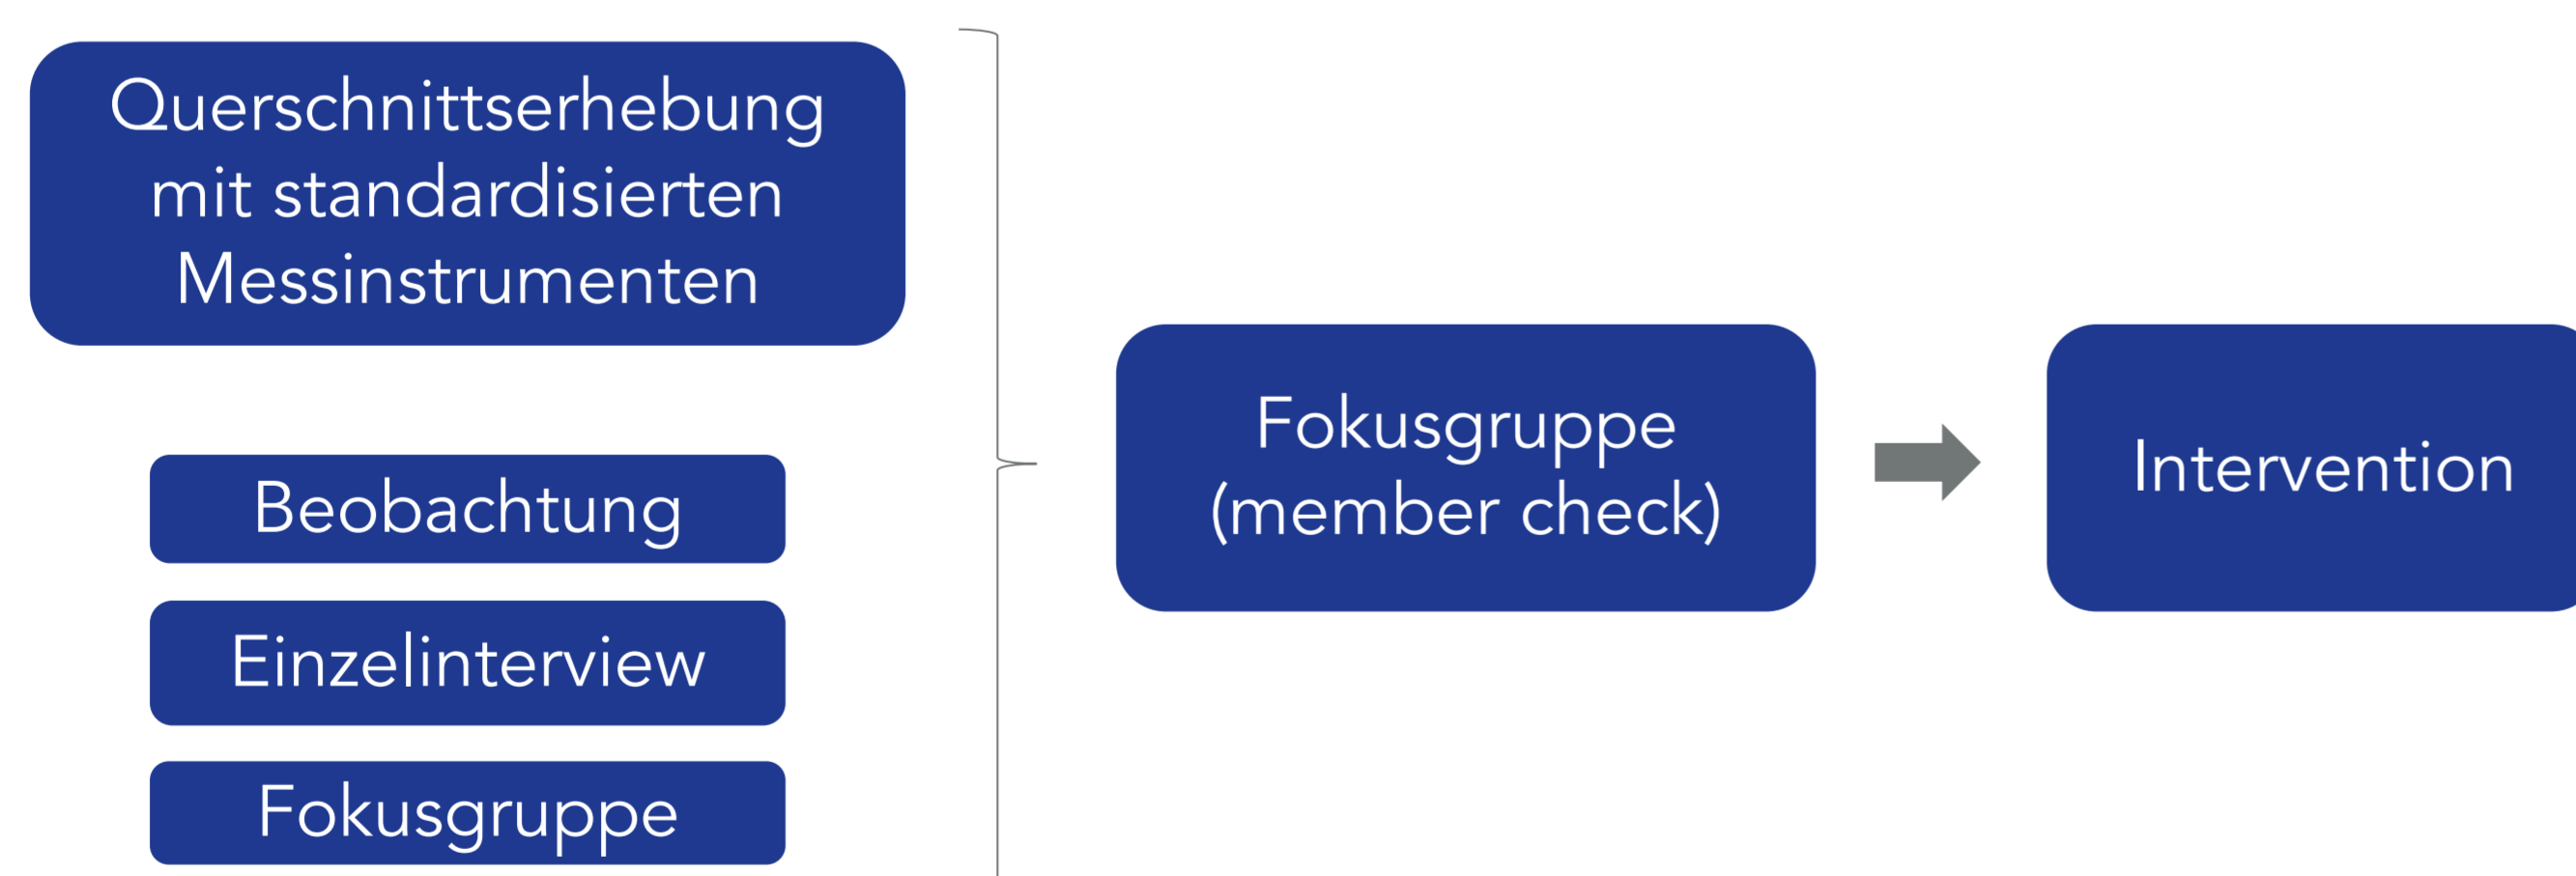 Querschnittserhebung
mit standardisierten
Messinstrumenten
Beobachtung
Einzelinterview
Fokusgruppe
Fokusgruppe
(member check)
Intervention